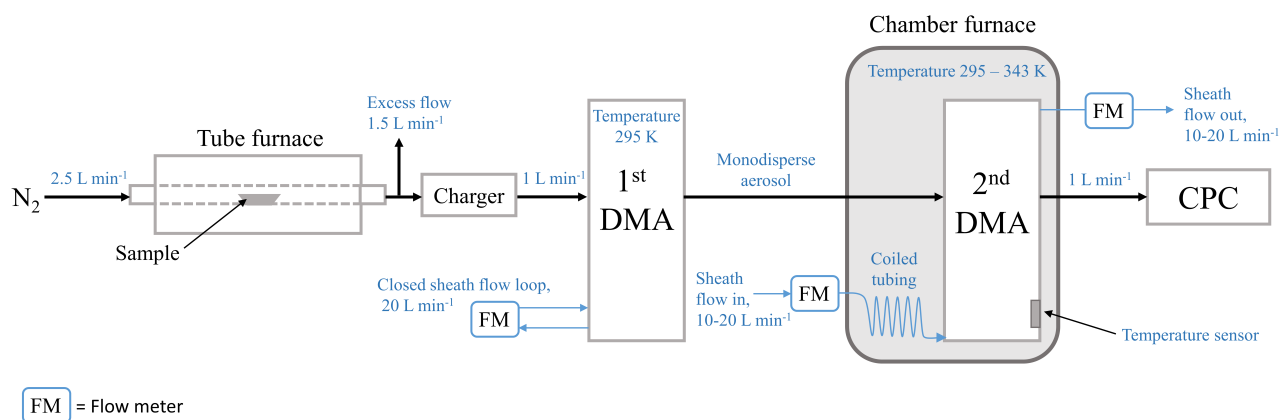 Chamber furnace
Temperature 295 – 343 K
Excess flow
1.5 L min⁻¹
Temperature
295 K
FM
Sheath
flow out,
10-20 L min⁻¹
Tube furnace
N₂
2.5 L min⁻¹
Charger
1 L min⁻¹
1st
DMA
Monodisperse
aerosol
2nd
DMA
1 L min⁻¹
CPC
Sample
Closed sheath flow loop,
20 L min⁻¹
FM
Sheath
flow in,
10-20 L min⁻¹
FM
Coiled
tubing
Temperature sensor
FM = Flow meter